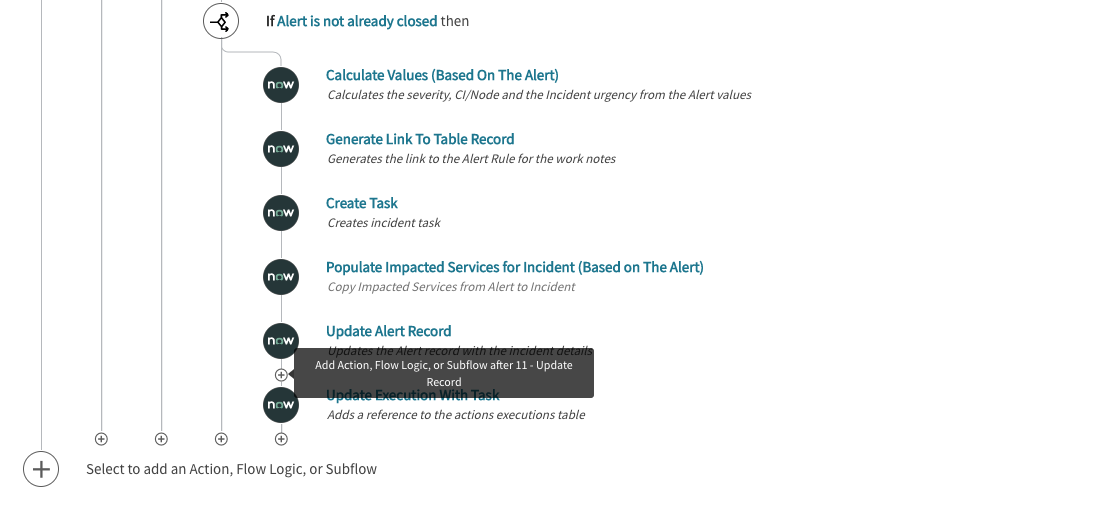 If Alert is not already closed then
now
Calculate Values (Based On The Alert)
Calculates the severity, CI/Node and the Incident urgency from the Alert values
now
Generate Link To Table Record
Generates the link to the Alert Rule for the work notes
now
Create Task
Creates incident task
now
Populate Impacted Services for Incident (Based on The Alert)
Copy Impacted Services from Alert to Incident
now
Update Alert Record
Updates the Alert record with the incident details
Add Action, Flow Logic, or Subflow after 11 - Update
Record
now
Update Execution With Task
Adds a reference to the actions executions table
Select to add an Action, Flow Logic, or Subflow